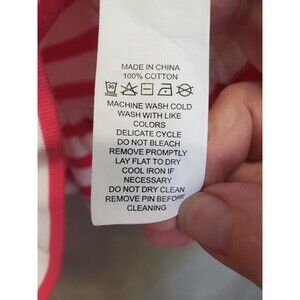 MADE IN CHINA
100% COTTON
MACHINE WASH COLD
WASH WITH LIKE
COLORS
DELICATE CYCLE
DO NOT BLEACH
REMOVE PROMPTLY
LAY FLAT TO DRY
COOL IRON IF
NECESSARY
DO NOT DRY CLEAN
REMOVE PIN BEFORE
CLEANING